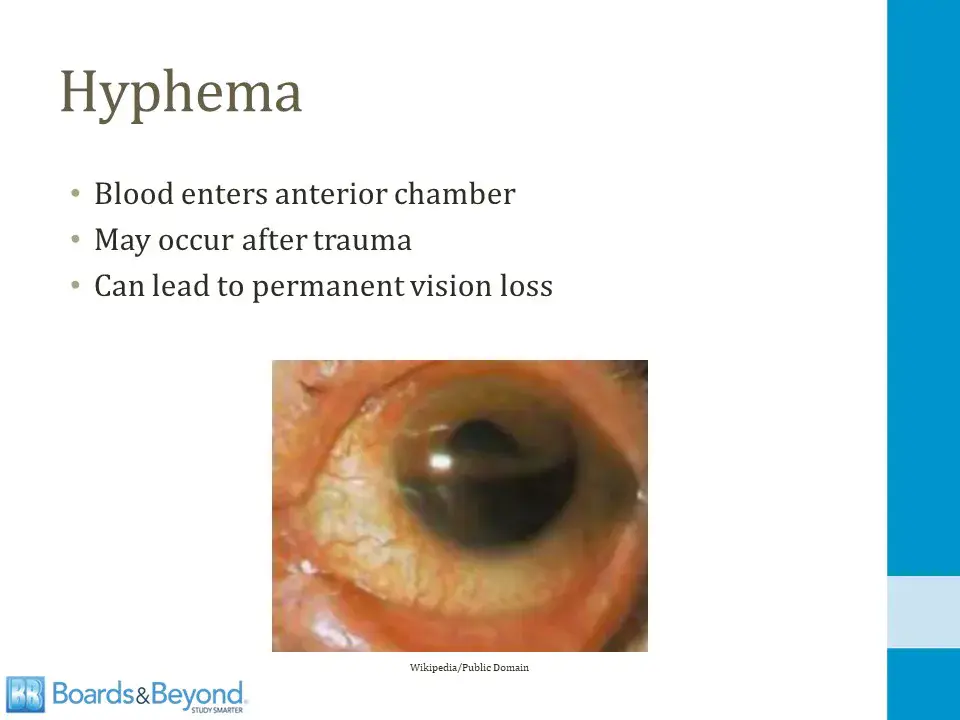 Hyphema
• Blood enters anterior chamber
• May occur after trauma
• Can lead to permanent vision loss
Wikipedia/Public Domain
BB Boards&Beyond®
STUDY SMARTER